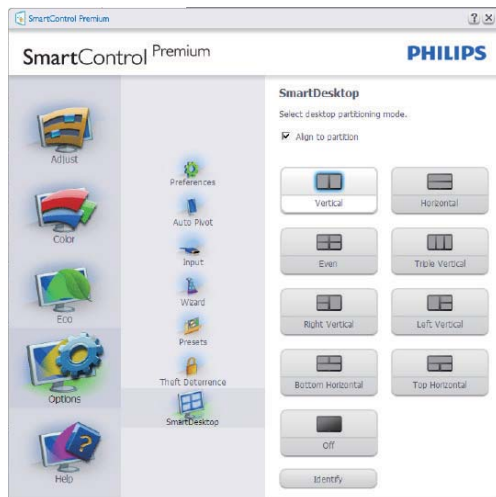 SmartControl Premium
SmartControl Premium
PHILIPS
Adjust
Color
Eco
Options
Help
Preferences
Auto Pivot
Input
Wizard
Presets
Theft Deterrence
SmartDesktop
SmartDesktop
Select desktop partitioning mode.
Align to partition
Vertical
Horizontal
Even
Triple Vertical
Right Vertical
Left Vertical
Bottom Horizontal
Top Horizontal
Off
Identify